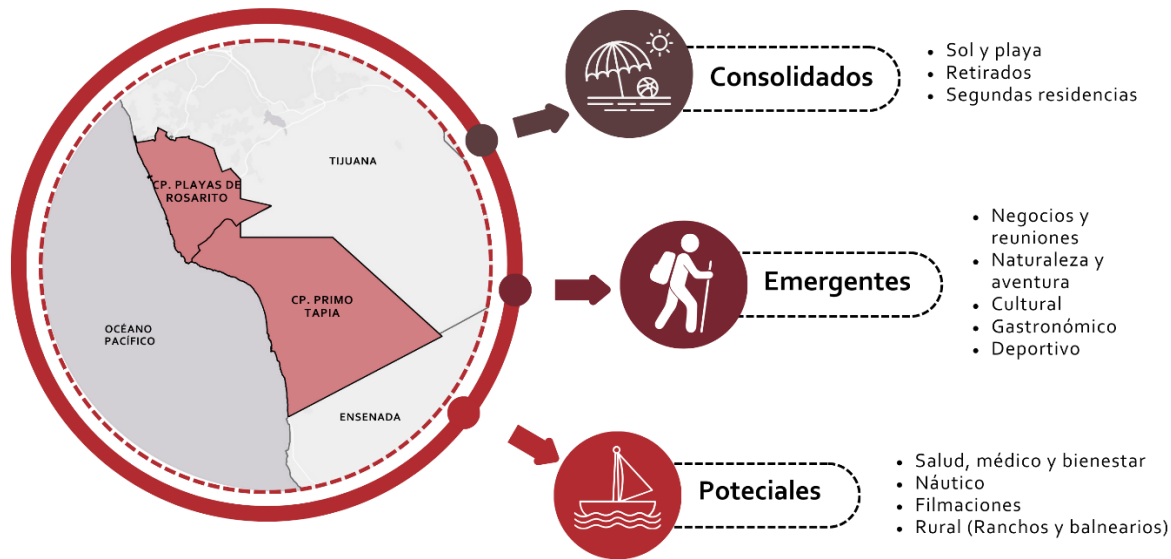 TIJUANA
CP. PLAYAS DE
ROSARITO
CP. PRIMO
TAPIA
OCÉANO
PACÍFICO
ENSENADA
Consolidados
• Sol y playa
• Retirados
• Segundas residencias
Emergentes
• Negocios y
reuniones
• Naturaleza y
aventura
• Cultural
• Gastronómico
• Deportivo
Poteciales
• Salud, médico y bienestar
• Náutico
• Filmaciones
• Rural (Ranchos y balnearios)